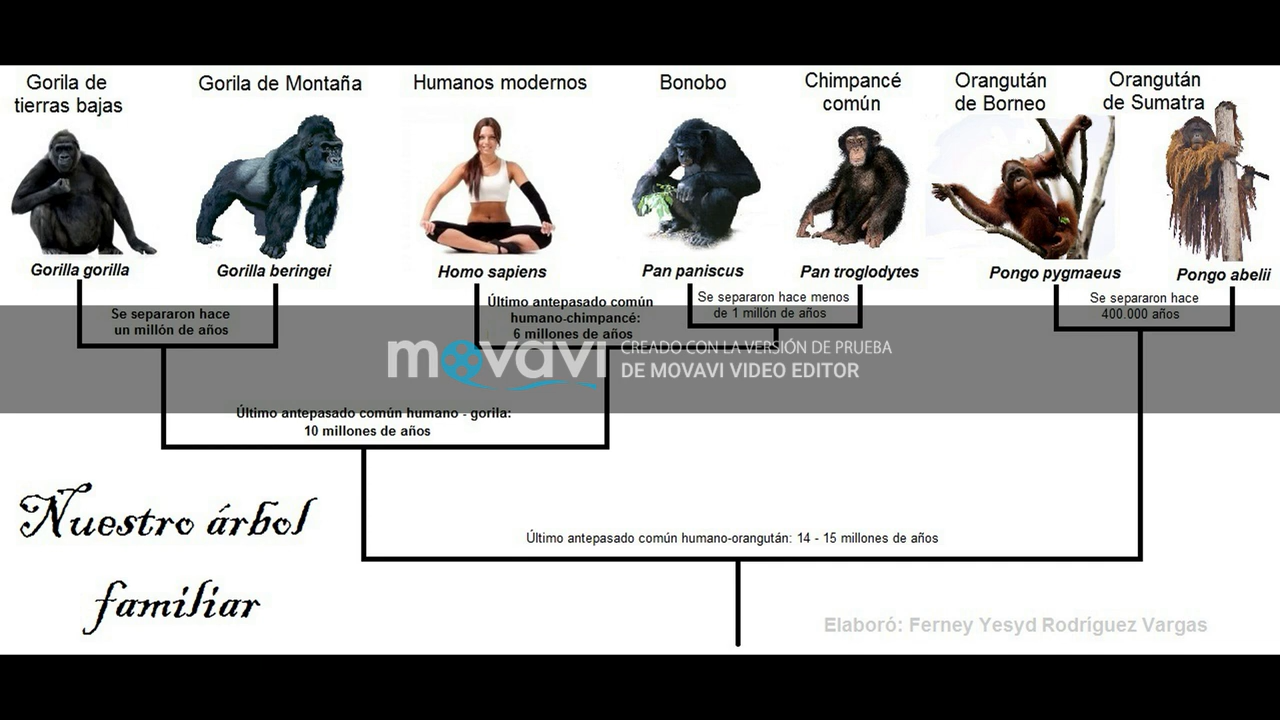 Gorila de
tierras bajas
Gorila de Montaña
Humanos modernos
Bonobo
Chimpancé
común
Orangután
de Borneo
Orangután
de Sumatra
Gorilla gorilla
Gorilla beringei
Homo sapiens
Pan paniscus
Pan troglodytes
Pongo pygmaeus
Pongo abelii
Se separaron hace
un millón de años
Último antepasado común
humano-chimpancé:
6 millones de años
Se separaron hace menos
de 1 millón de años
Se separaron hace
400.000 años
movavi
CREADO CON LA VERSIÓN DE PRUEBA
DE MOVAVI VIDEO EDITOR
Último antepasado común humano - gorila:
10 millones de años
Nuestro árbol
familiar
Último antepasado común humano-orangután: 14 - 15 millones de años
Elaboró: Ferney Yesyd Rodríguez Vargas